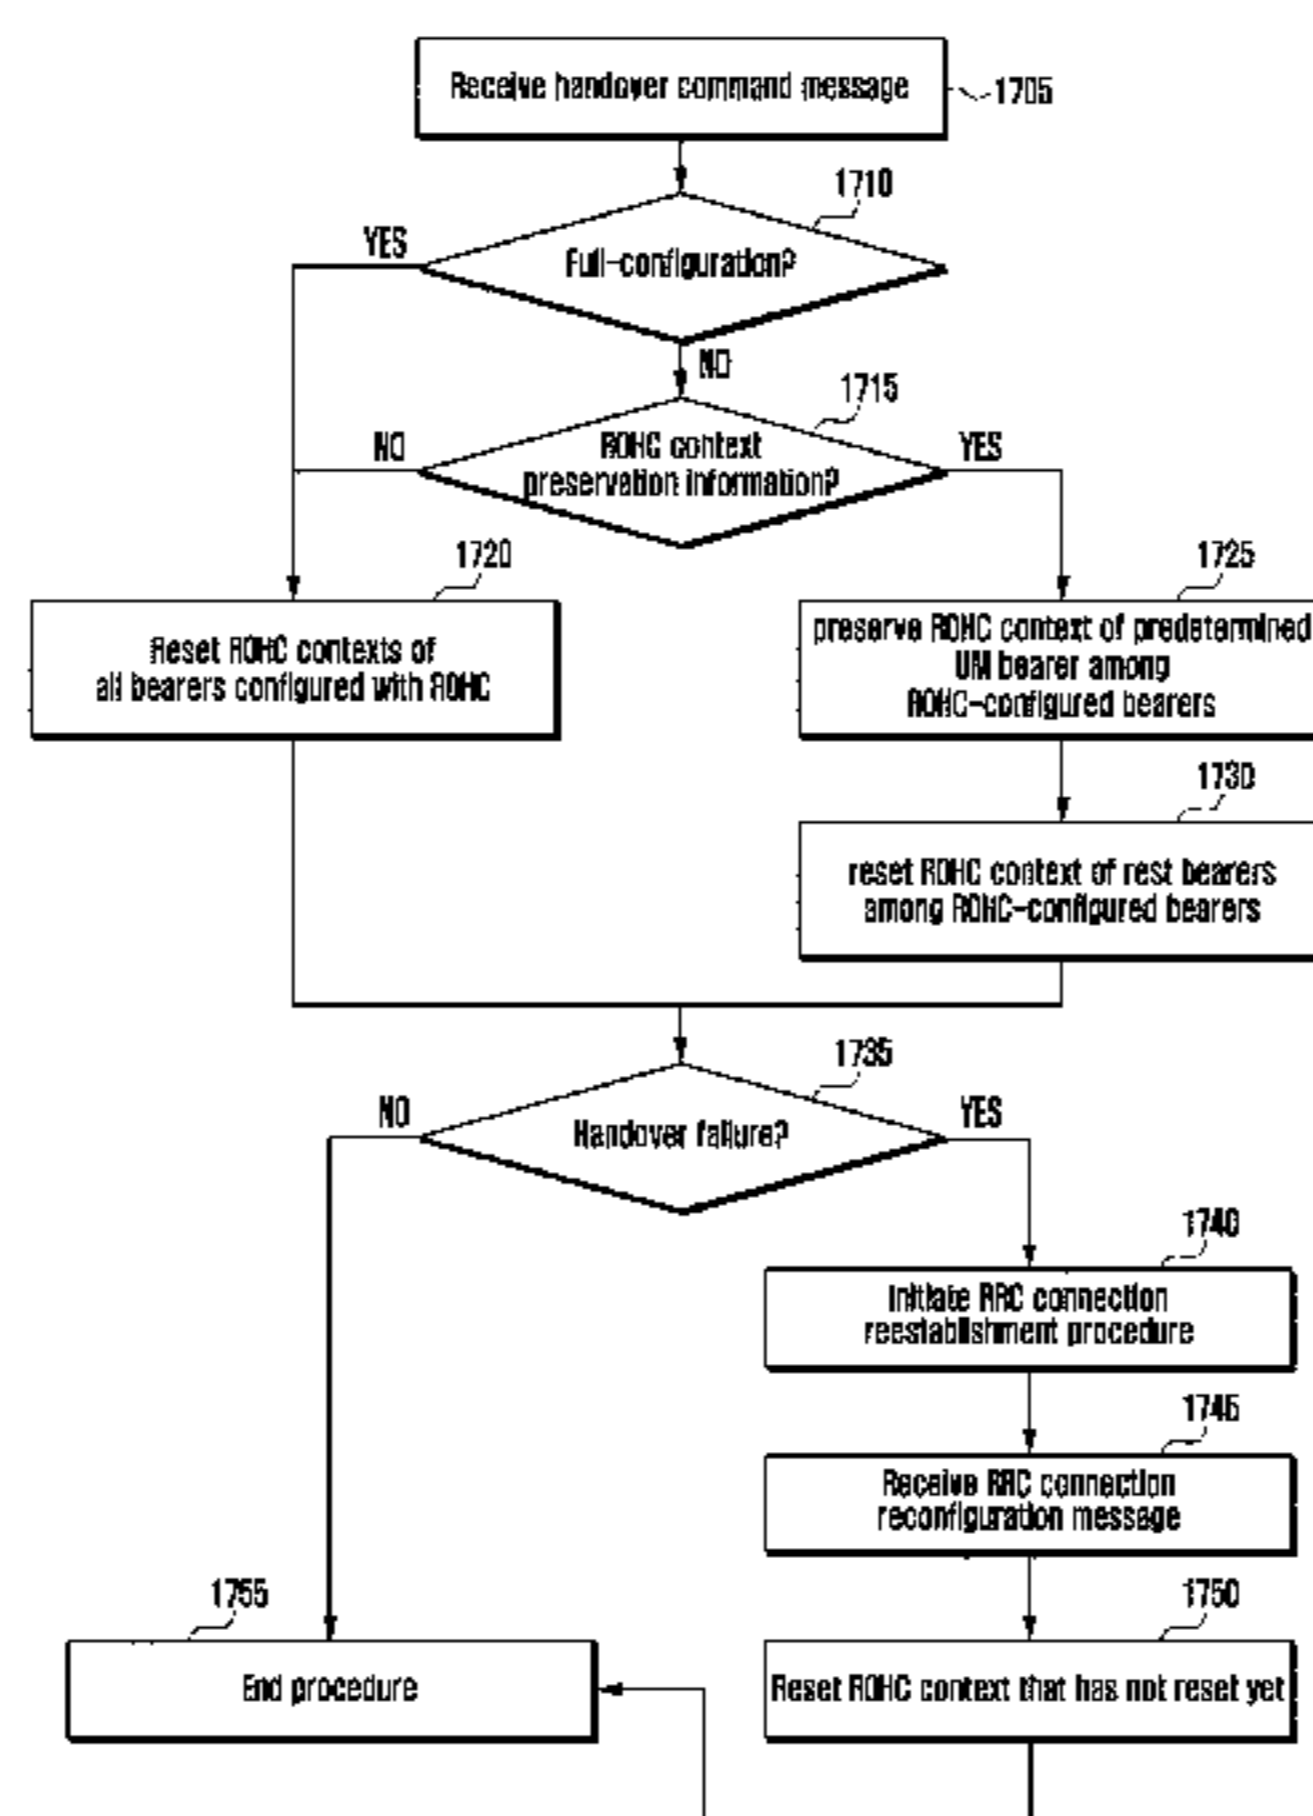 Receive handover command message
1705
1710
YES
Full-configuration?
NO
1715
NO
ROHC context
preservation information?
YES
1720
1725
Reset ROHC contexts of
all bearers configured with ROHC
preserve ROHC context of predetermined
UM bearer among
ROHC-configured bearers
1730
reset ROHC context of rest bearers
among ROHC-configured bearers
1735
NO
Handover failure?
YES
1740
Initiate RRC connection
reestablishment procedure
1745
Receive RRC connection
reconfiguration message
1755
1750
End procedure
Reset ROHC context that has not reset yet